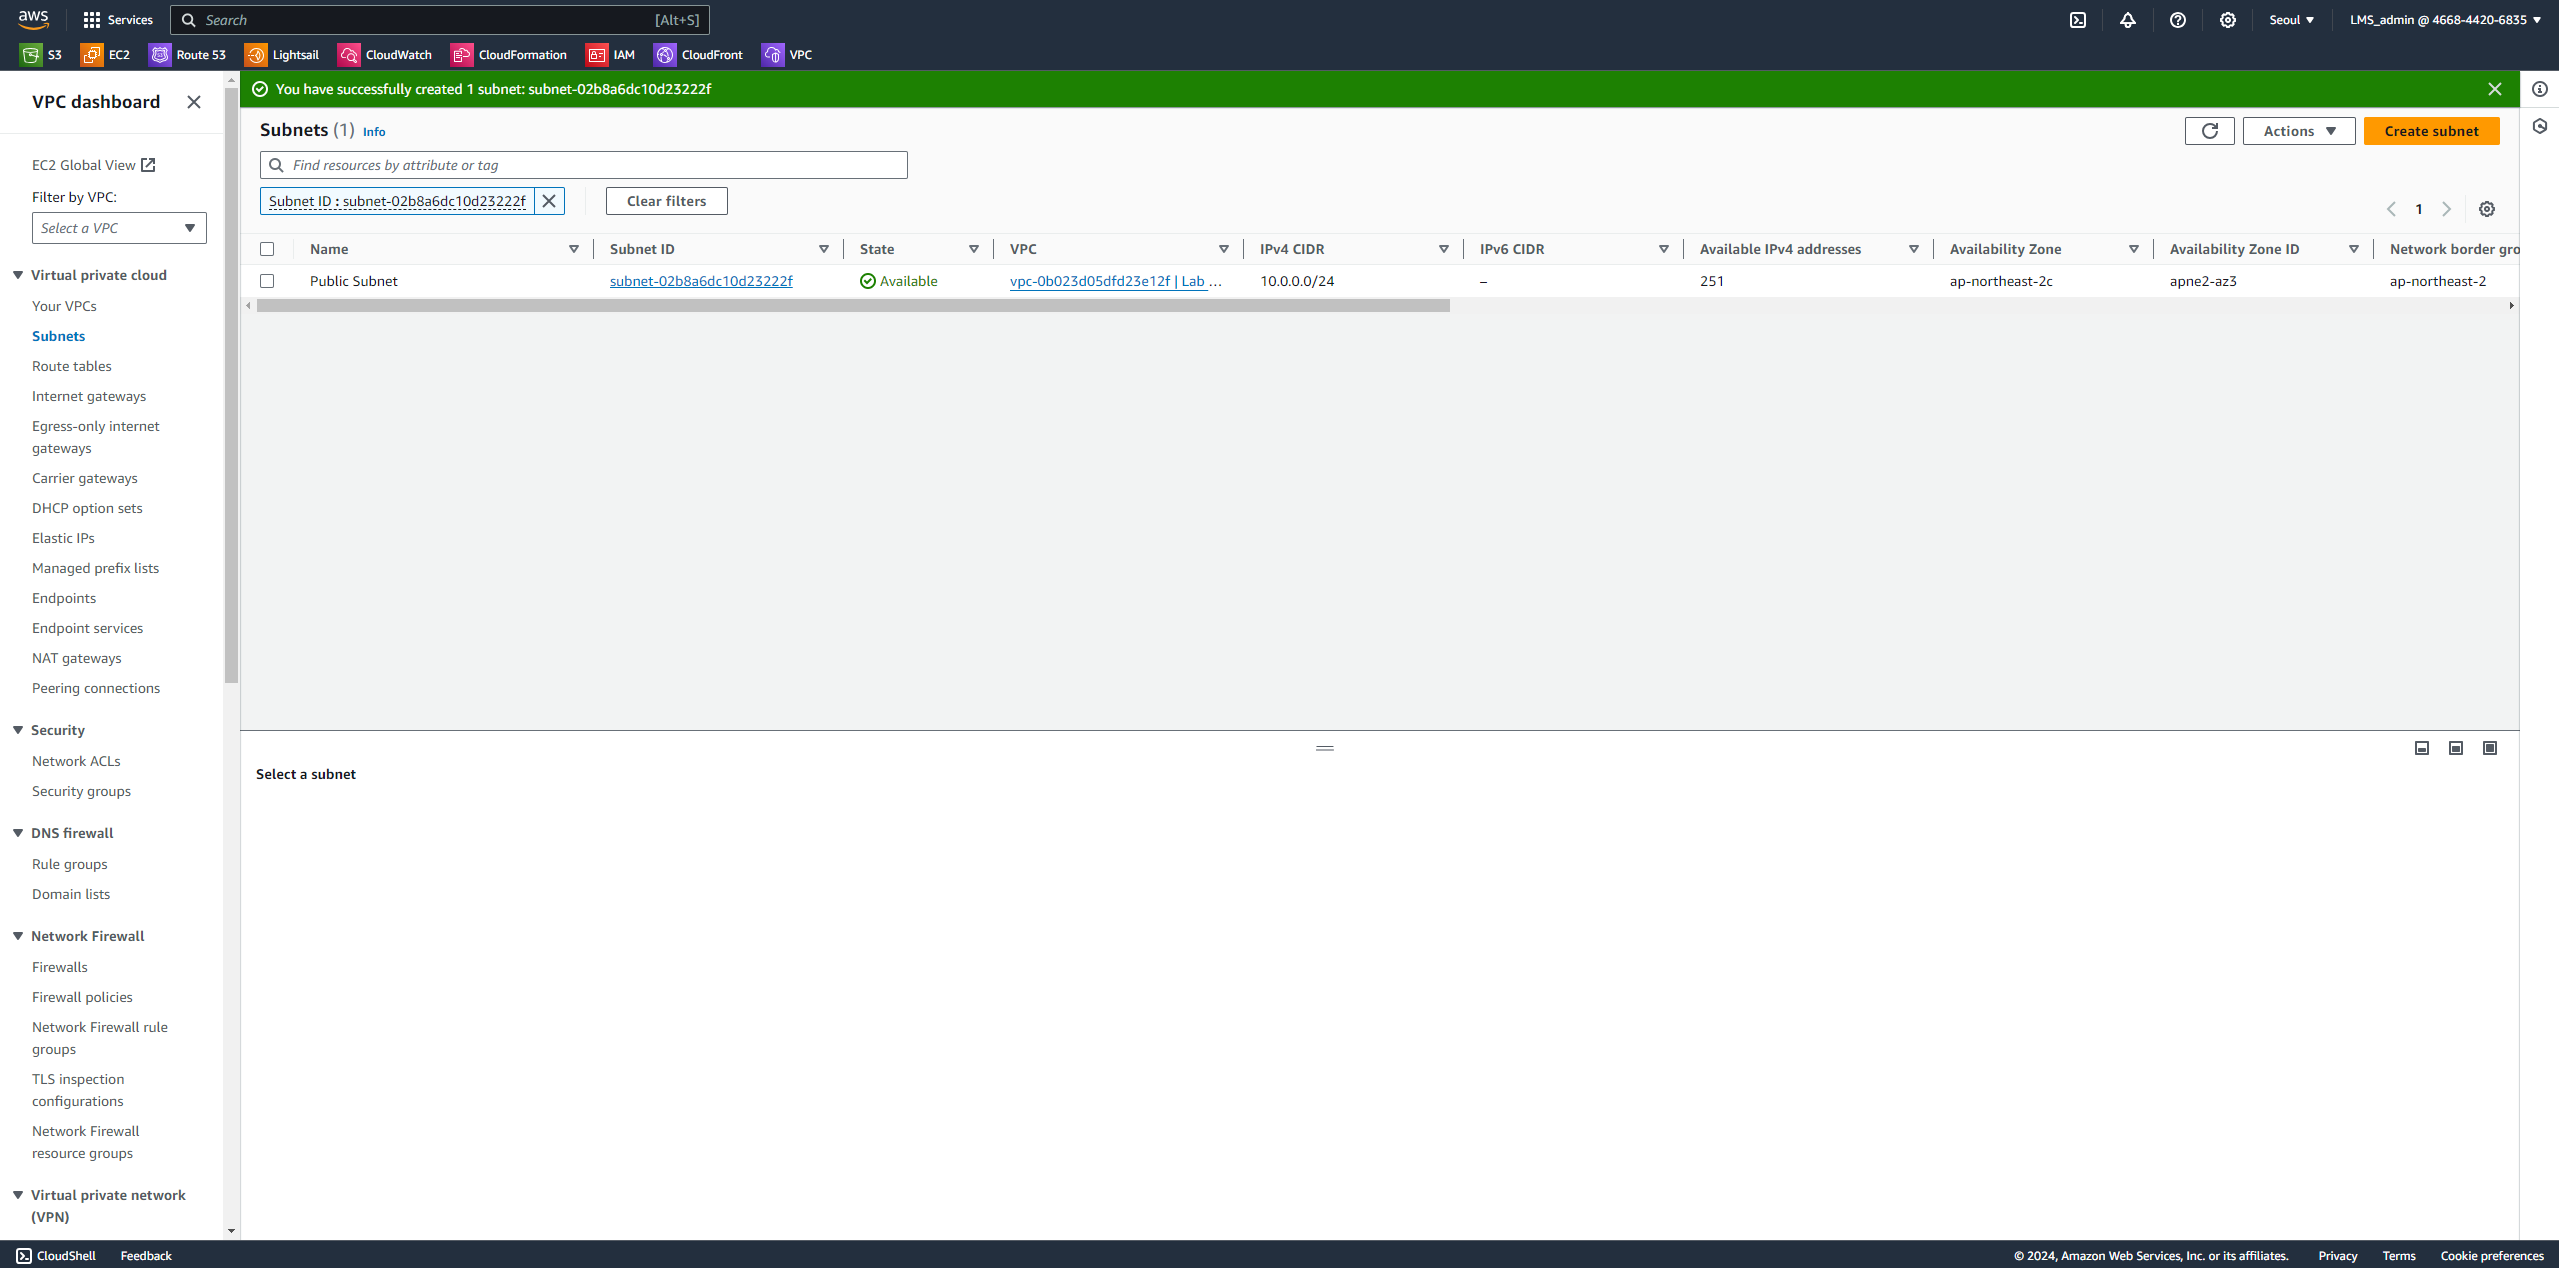 aws
Services
Search
[Alt+S]
Seoul
LMS_admin @ 4668-4420-6835
S3
EC2
Route 53
Lightsail
CloudWatch
CloudFormation
IAM
CloudFront
VPC
VPC dashboard
EC2 Global View
Filter by VPC:
Select a VPC
Virtual private cloud
Your VPCs
Subnets
Route tables
Internet gateways
Egress-only internet
gateways
Carrier gateways
DHCP option sets
Elastic IPs
Managed prefix lists
Endpoints
Endpoint services
NAT gateways
Peering connections
Security
Network ACLs
Security groups
DNS firewall
Rule groups
Domain lists
Network Firewall
Firewalls
Firewall policies
Network Firewall rule
groups
TLS inspection
configurations
Network Firewall
resource groups
Virtual private network
(VPN)
You have successfully created 1 subnet: subnet-02b8a6dc10d23222f
Subnets (1) Info
Actions
Create subnet
Find resources by attribute or tag
Subnet ID : subnet-02b8a6dc10d23222f
Clear filters
1
Name Subnet ID State VPC IPv4 CIDR IPv6 CIDR Available IPv4 addresses Availability Zone Availability Zone ID Network border gro
Public Subnet subnet-02b8a6dc10d23222f Available vpc-0b023d05dfd23e12f | Lab ... 10.0.0.0/24 – 251 ap-northeast-2c apne2-az3 ap-northeast-2
Select a subnet
CloudShell
Feedback
© 2024, Amazon Web Services, Inc. or its affiliates.
Privacy
Terms
Cookie preferences